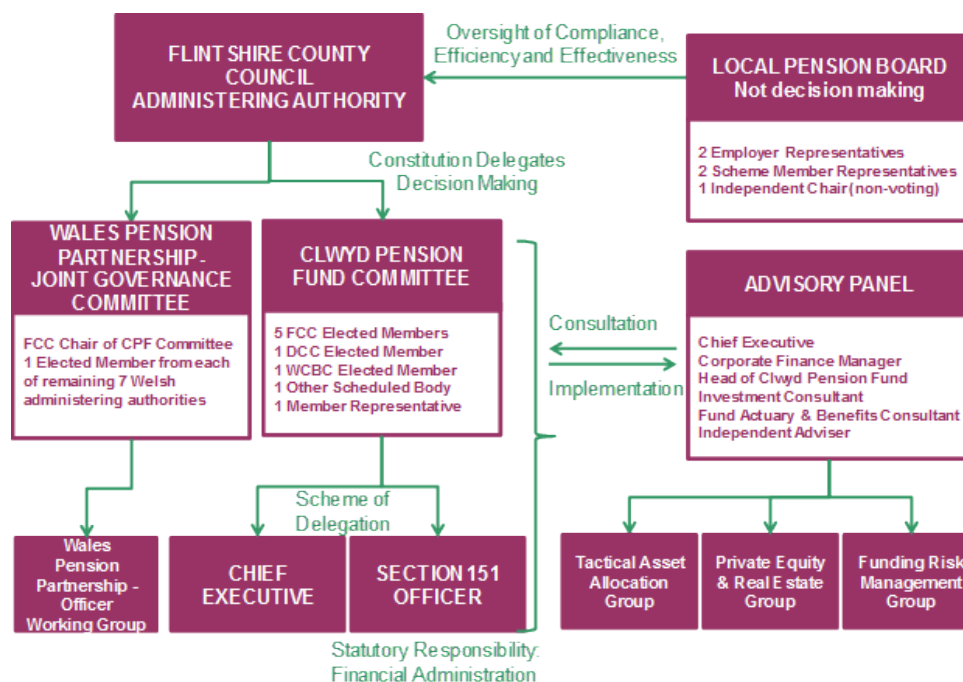 FLINTSHIRE COUNTY
COUNCIL
ADMINISTERING AUTHORITY
Oversight of Compliance,
Efficiency and Effectiveness
LOCAL PENSION BOARD
Not decision making
2 Employer Representatives
2 Scheme Member Representatives
1 Independent Chair (non-voting)
Constitution Delegates
Decision Making
WALES PENSION
PARTNERSHIP-
JOINT GOVERNANCE
COMMITTEE
FCC Chair of CPF Committee
1 Elected Member from each
of remaining 7 Welsh
administering authorities
CLWYD PENSION
FUND COMMITTEE
5 FCC Elected Members
1 DCC Elected Member
1 WCBC Elected Member
1 Other Scheduled Body
1 Member Representative
Consultation
Implementation
ADVISORY PANEL
Chief Executive
Corporate Finance Manager
Head of Clwyd Pension Fund
Investment Consultant
Fund Actuary & Benefits Consultant
Independent Adviser
Scheme of
Delegation
Wales
Pension
Partnership -
Officer
Working Group
CHIEF
EXECUTIVE
SECTION 151
OFFICER
Tactical Asset
Allocation
Group
Private Equity
& Real Estate
Group
Funding Risk
Management
Group
Statutory Responsibility:
Financial Administration